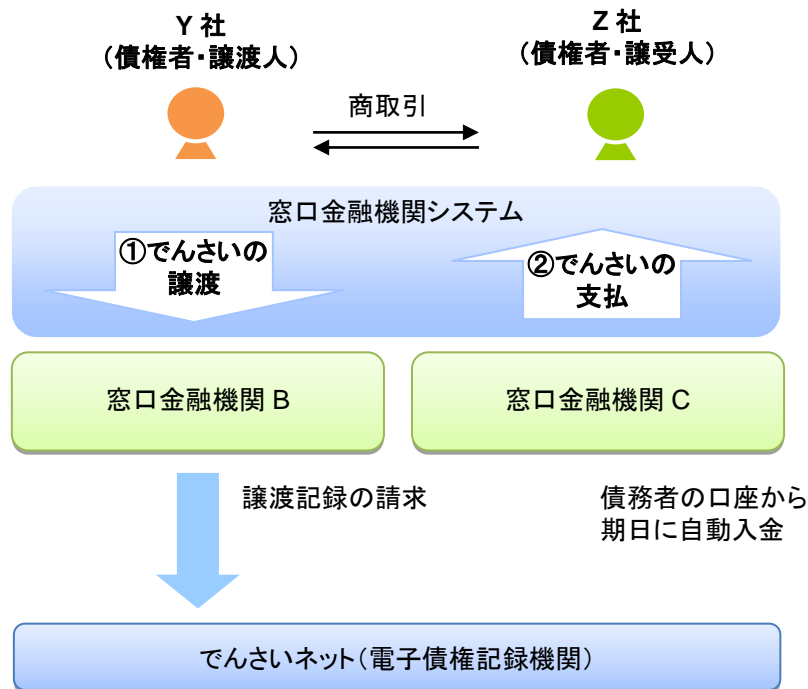 Y 社
(債権者・譲渡人)
Z 社
(債権者・譲受人)
商取引
窓口金融機関システム
①でんさいの
譲渡
②でんさいの
支払
窓口金融機関 B
窓口金融機関 C
譲渡記録の請求
債務者の口座から
期日に自動入金
でんさいネット(電子債権記録機関)